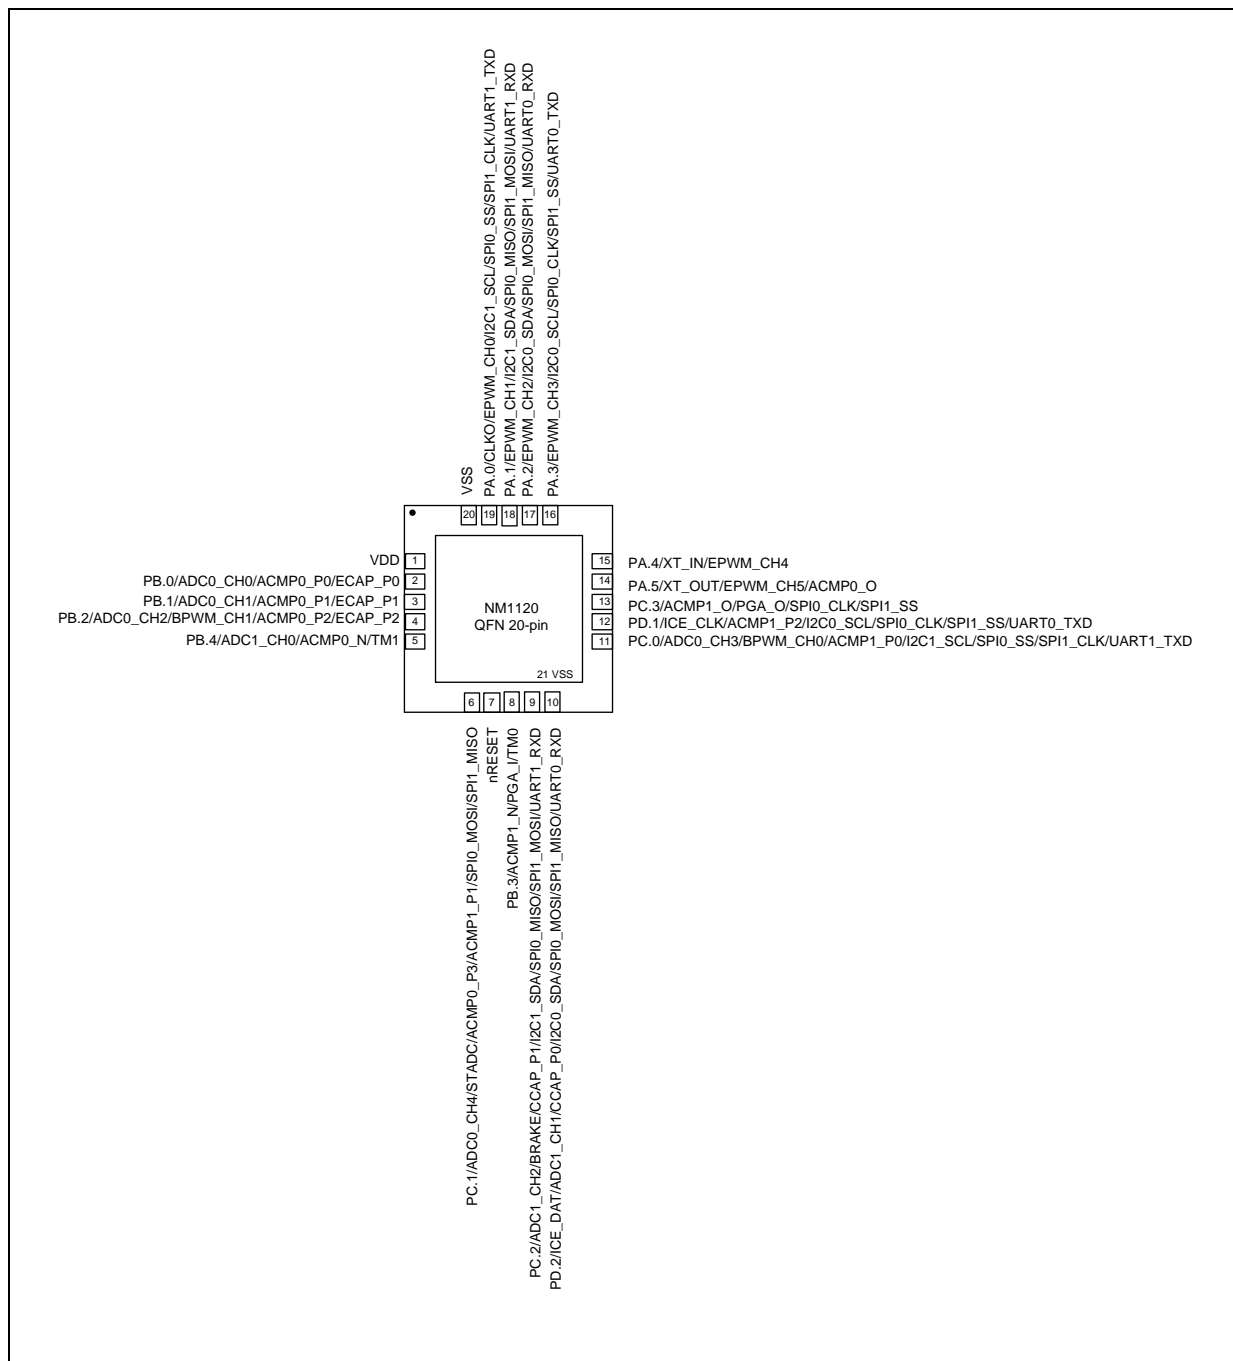 PA.0/CLKO/EPWM_CH0/I2C1_SCL/SPI0_SS/SPI1_CLK/UART1_TXD
PA.1/EPWM_CH1/I2C1_SDA/SPI0_MISO/SPI1_MOSI/UART1_RXD
PA.2/EPWM_CH2/I2C0_SDA/SPI0_MOSI/SPI1_MISO/UART0_RXD
PA.3/EPWM_CH3/I2C0_SCL/SPI0_CLK/SPI1_SS/UART0_TXD
VSS
20 19 18 17 16
VDD 1
PB.0/ADC0_CH0/ACMP0_P0/ECAP_P0 2
PB.1/ADC0_CH1/ACMP0_P1/ECAP_P1 3
PB.2/ADC0_CH2/BPWM_CH1/ACMP0_P2/ECAP_P2 4
PB.4/ADC1_CH0/ACMP0_N/TM1 5
NM1120
QFN 20-pin
21 VSS
15 PA.4/XT_IN/EPWM_CH4
14 PA.5/XT_OUT/EPWM_CH5/ACMP0_O
13 PC.3/ACMP1_O/PGA_O/SPI0_CLK/SPI1_SS
12 PD.1/ICE_CLK/ACMP1_P2/I2C0_SCL/SPI0_CLK/SPI1_SS/UART0_TXD
11 PC.0/ADC0_CH3/BPWM_CH0/ACMP1_P0/I2C1_SCL/SPI0_SS/SPI1_CLK/UART1_TXD
6 7 8 9 10
PC.1/ADC0_CH4/STADC/ACMP0_P3/ACMP1_P1/SPI0_MOSI/SPI1_MISO
nRESET
PB.3/ACMP1_N/PGA_I/TM0
PC.2/ADC1_CH2/BRAKE/CCAP_P1/I2C1_SDA/SPI0_MISO/SPI1_MOSI/UART1_RXD
PD.2/ICE_DAT/ADC1_CH1/CCAP_P0/I2C0_SDA/SPI0_MOSI/SPI1_MISO/UART0_RXD